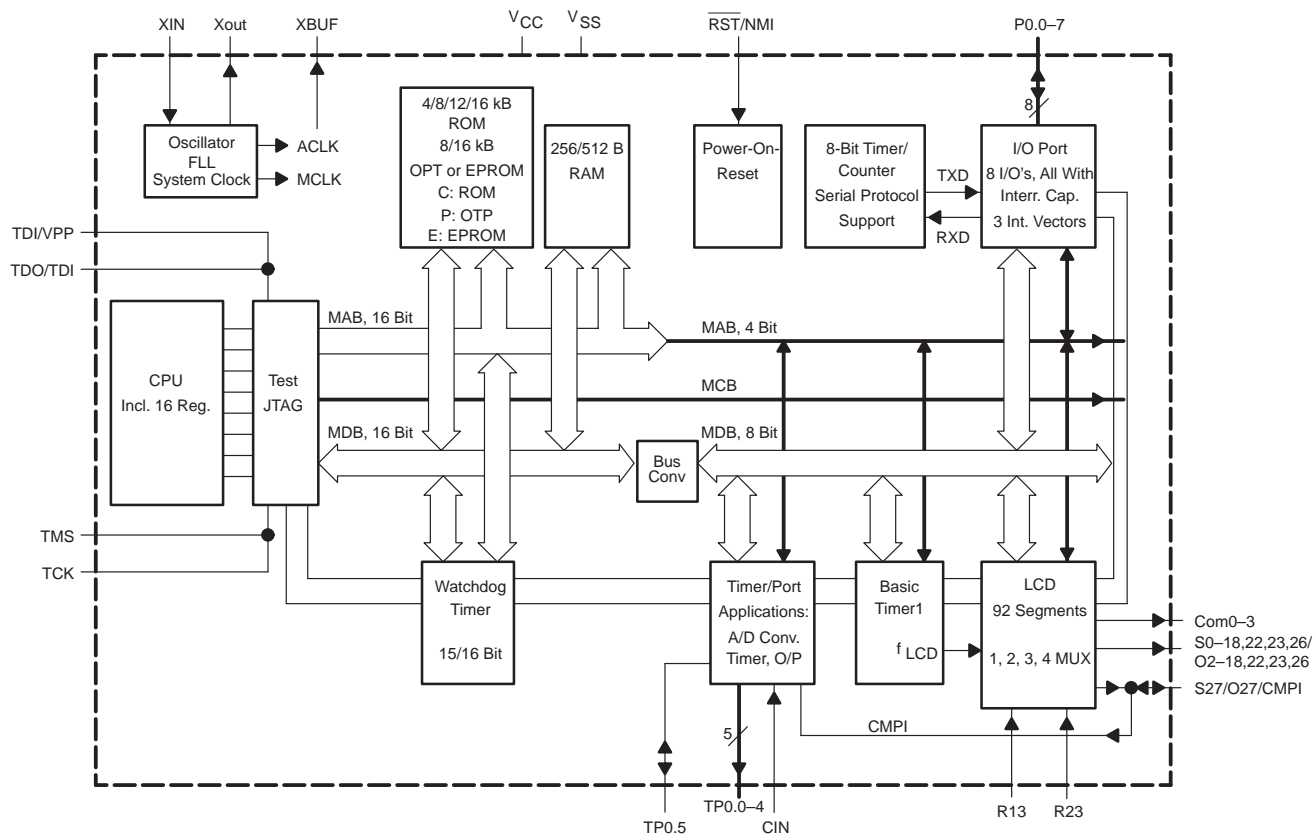 XIN
Xout
XBUF
VCC
VSS
RST/NMI
P0.0–7
8
Oscillator
FLL
System Clock
ACLK
MCLK
4/8/12/16 kB
ROM
8/16 kB
OPT or EPROM
C: ROM
P: OTP
E: EPROM
256/512 B
RAM
Power-On-
Reset
8-Bit Timer/
Counter
Serial Protocol
Support
TXD
RXD
I/O Port
8 I/O's, All With
Interr. Cap.
3 Int. Vectors
TDI/VPP
TDO/TDI
CPU
Incl. 16 Reg.
Test
JTAG
MAB, 16 Bit
MAB, 4 Bit
MCB
MDB, 16 Bit
Bus
Conv
MDB, 8 Bit
TMS
TCK
Watchdog
Timer
15/16 Bit
Timer/Port
Applications:
A/D Conv.
Timer, O/P
Basic
Timer1
fLCD
LCD
92 Segments
1, 2, 3, 4 MUX
Com0–3
S0–18,22,23,26/
O2–18,22,23,26
S27/O27/CMPI
CMPI
5
TP0.5
TP0.0–4
CIN
R13
R23